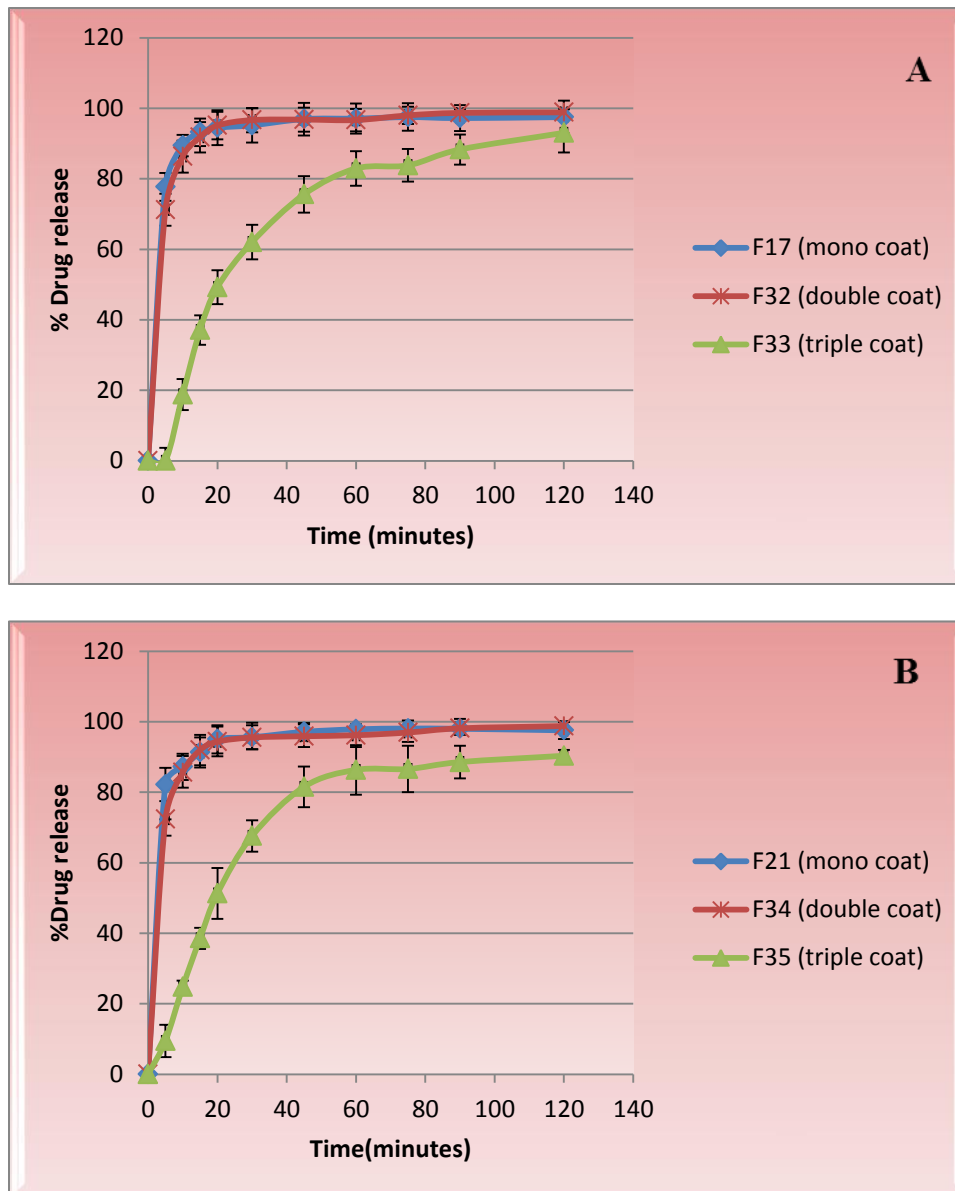 A
% Drug release
120
100
80
60
40
20
0
0 20 40 60 80 100 120 140
Time (minutes)
F17 (mono coat)
F32 (double coat)
F33 (triple coat)
B
%Drug release
120
100
80
60
40
20
0
0 20 40 60 80 100 120 140
Time(minutes)
F21 (mono coat)
F34 (double coat)
F35 (triple coat)